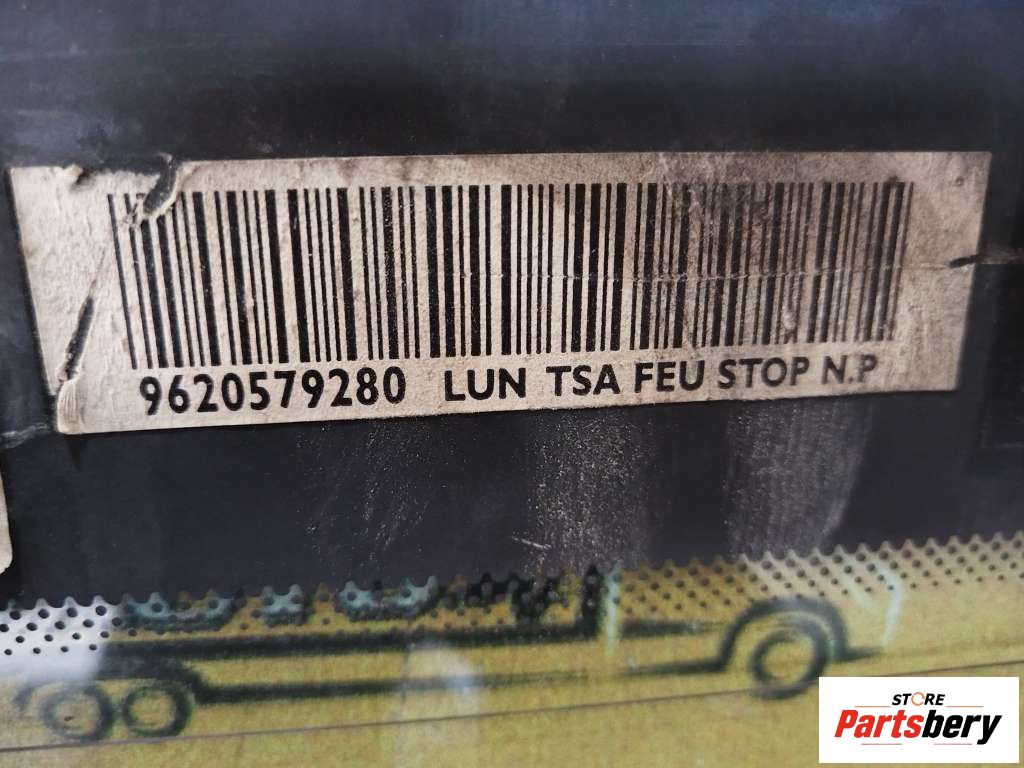 9620579280 LUN TSA FEU STOP N.P
STORE
Partsbery